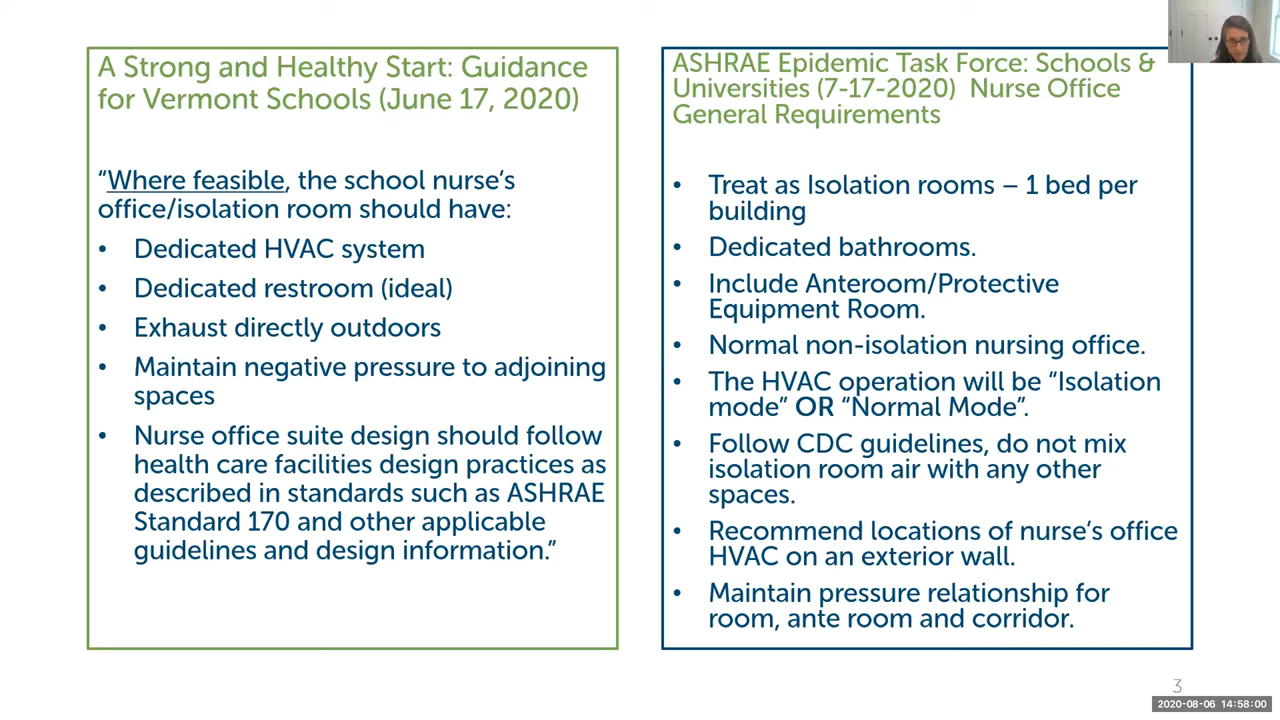 A Strong and Healthy Start: Guidance
for Vermont Schools (June 17, 2020)
“Where feasible, the school nurse’s
office/isolation room should have:
• Dedicated HVAC system
• Dedicated restroom (ideal)
• Exhaust directly outdoors
• Maintain negative pressure to adjoining
spaces
• Nurse office suite design should follow
health care facilities design practices as
described in standards such as ASHRAE
Standard 170 and other applicable
guidelines and design information.”
ASHRAE Epidemic Task Force: Schools &
Universities (7-17-2020) Nurse Office
General Requirements
• Treat as Isolation rooms – 1 bed per
building
• Dedicated bathrooms.
• Include Anteroom/Protective
Equipment Room.
• Normal non-isolation nursing office.
• The HVAC operation will be “Isolation
mode” OR “Normal Mode”.
• Follow CDC guidelines, do not mix
isolation room air with any other
spaces.
• Recommend locations of nurse’s office
HVAC on an exterior wall.
• Maintain pressure relationship for
room, ante room and corridor.
3
2020-08-06 14:58:00